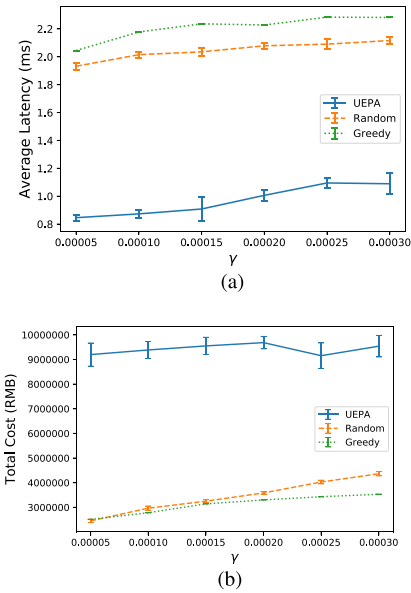 2.2
2.0
1.8
1.6
1.4
1.2
1.0
0.8
Average Latency (ms)
UEPA
Random
Greedy
0.00005 0.00010 0.00015 0.00020 0.00025 0.00030
γ
(a)
10000000
9000000
8000000
7000000
6000000
5000000
4000000
3000000
Total Cost (RMB)
UEPA
Random
Greedy
0.00005 0.00010 0.00015 0.00020 0.00025 0.00030
γ
(b)